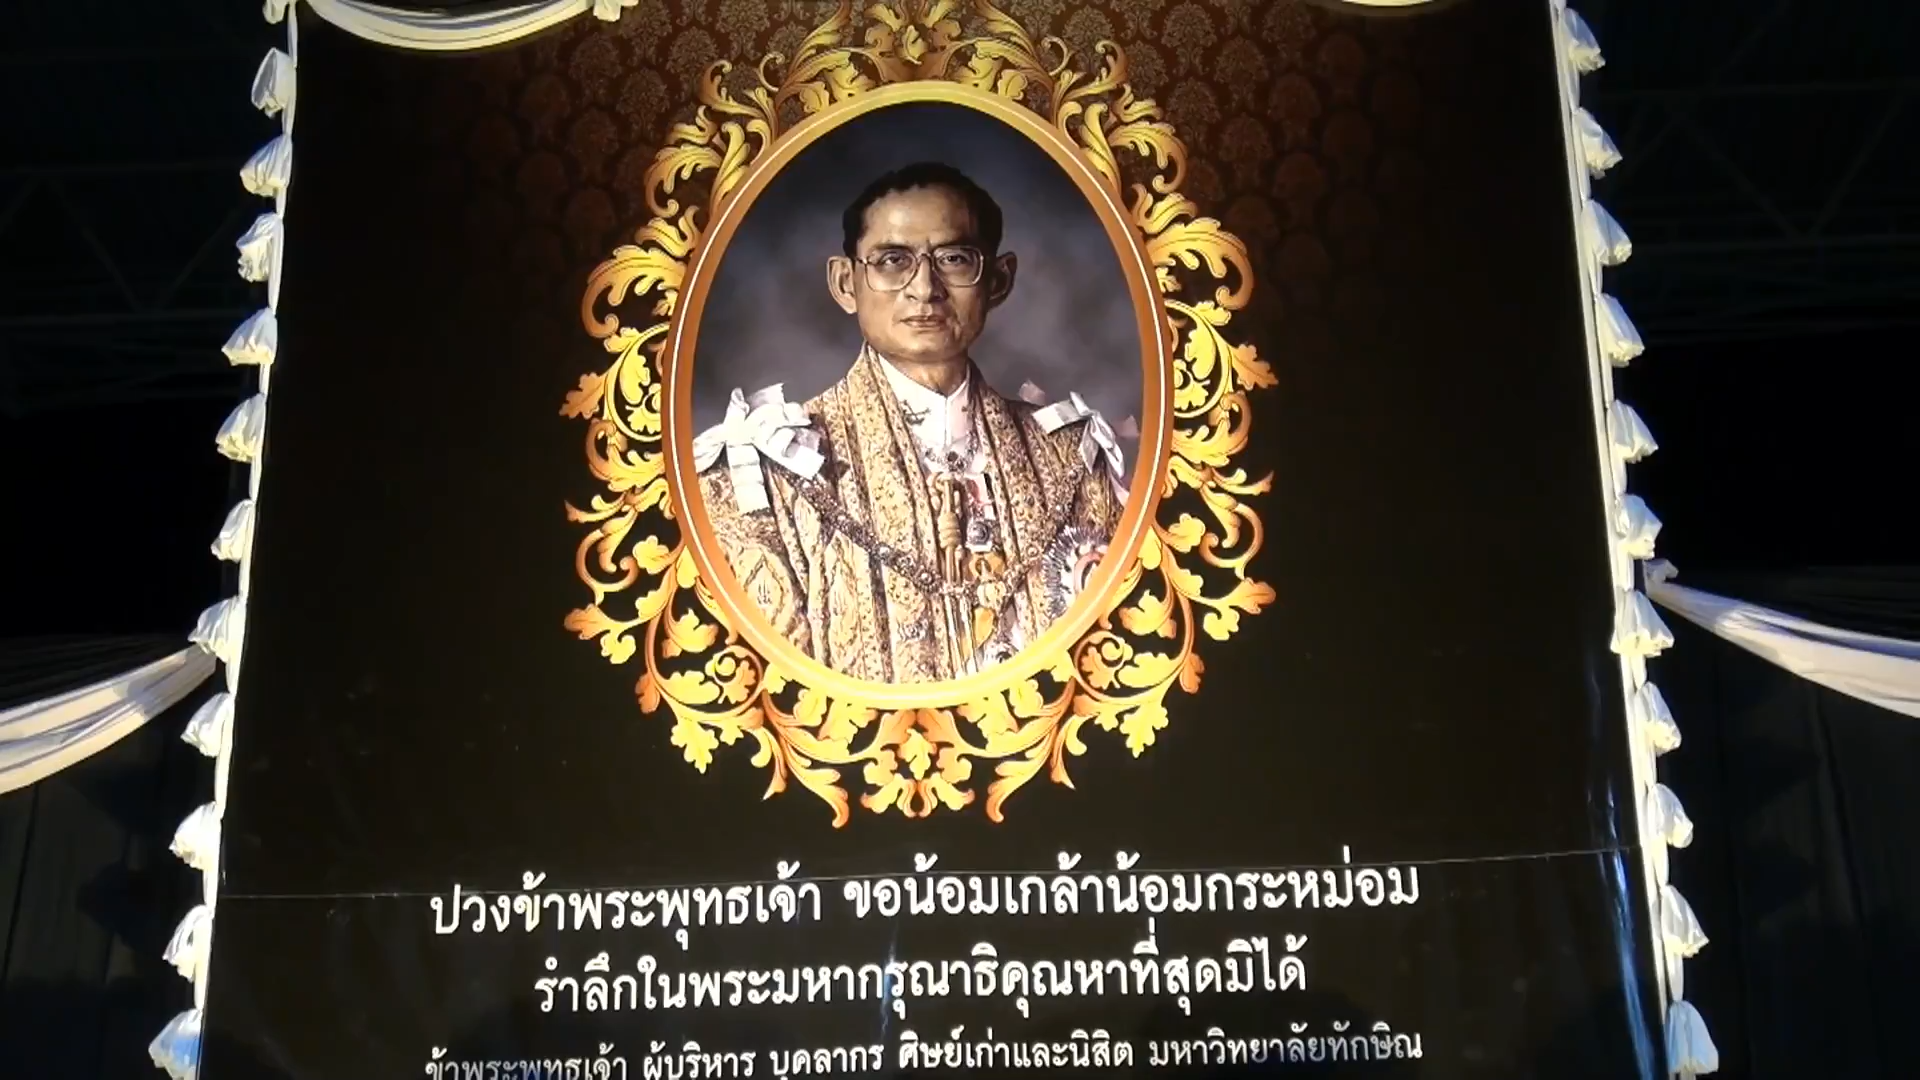 ปวงข้าพระพุทธเจ้า ขอน้อมเกล้าน้อมกระหม่อม
รำลึกในพระมหากรุณาธิคุณหาที่สุดมิได้
ข้าพระพุทธเจ้า ผู้บริหาร บุคลากร ศิษย์เก่าและนิสิต มหาวิทยาลัยทักษิณ